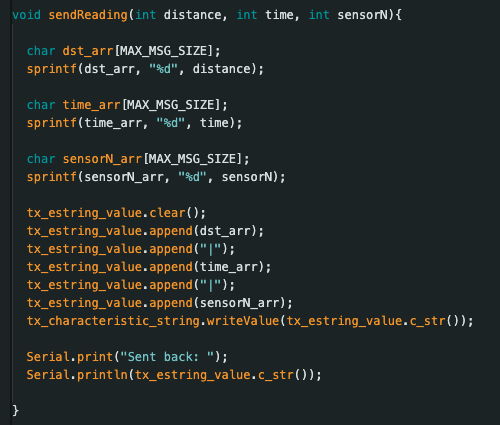 void sendReading(int distance, int time, int sensorN){
char dst_arr[MAX_MSG_SIZE];
sprintf(dst_arr, "%d", distance);
char time_arr[MAX_MSG_SIZE];
sprintf(time_arr, "%d", time);
char sensorN_arr[MAX_MSG_SIZE];
sprintf(sensorN_arr, "%d", sensorN);
tx_estring_value.clear();
tx_estring_value.append(dst_arr);
tx_estring_value.append("|");
tx_estring_value.append(time_arr);
tx_estring_value.append("|");
tx_estring_value.append(sensorN_arr);
tx_characteristic_string.writeValue(tx_estring_value.c_str());
Serial.print("Sent back: ");
Serial.println(tx_estring_value.c_str());
}